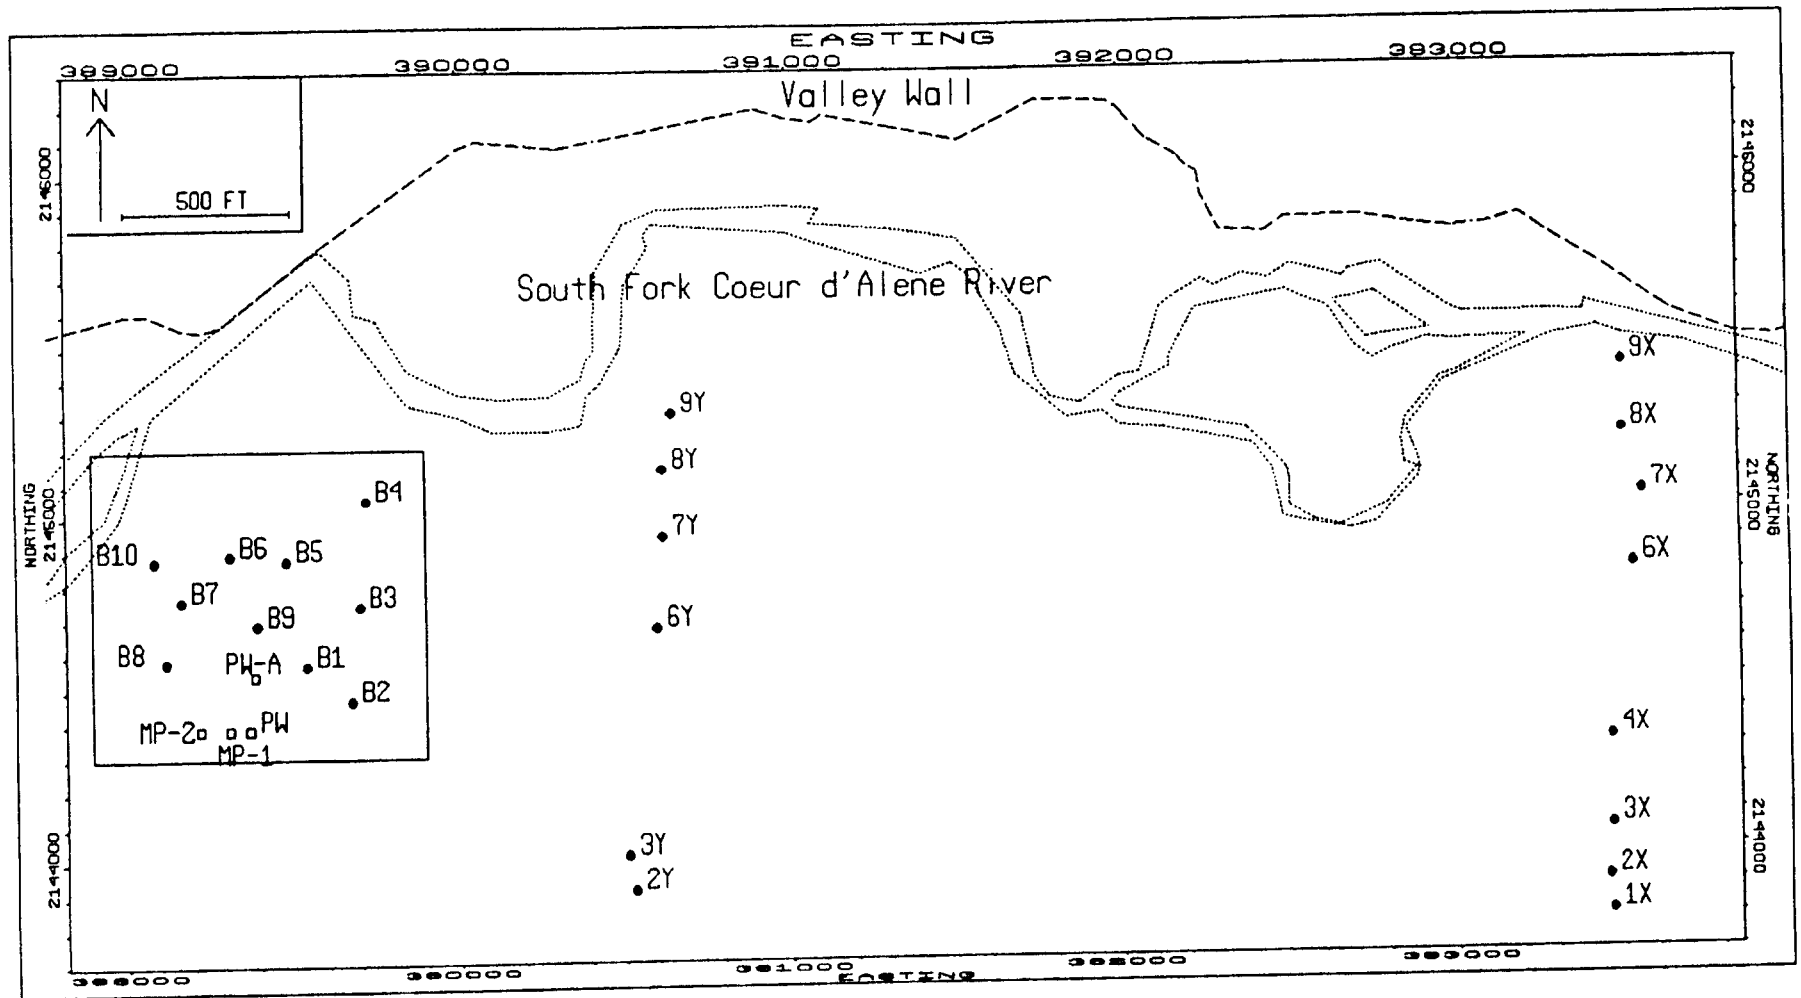 EASTING
389000 390000 391000 392000 393000
Valley Wall
N
500 FT
2146000
2146000
South Fork Coeur d'Alene River
9X
9Y
8X
8Y
7X
B4
NORTHING
2145000
NORTHING
2145000
7Y
B10
B6
B5
6X
B7
B3
B9
6Y
B8
PW-A
B1
B2
4X
MP-2
PW
MP-1
3X
3Y
2144000
2144000
2X
2Y
1X
EASTING